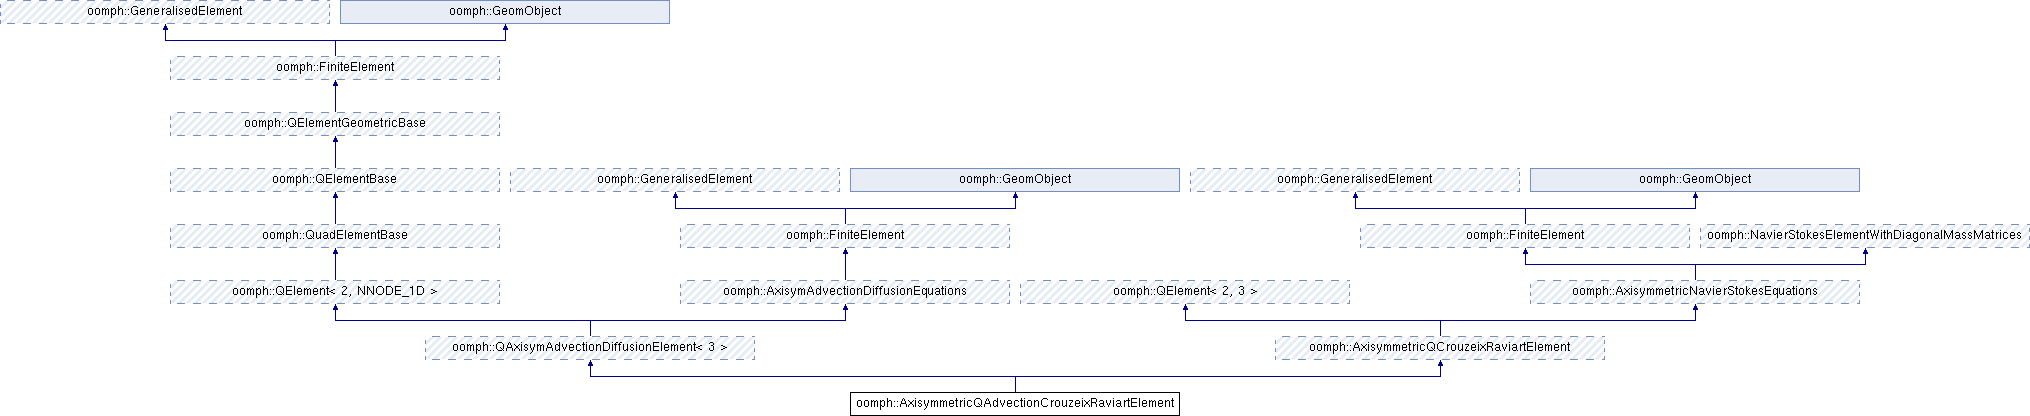 oomph::GeneralisedElement
oomph::GeomObject
oomph::FiniteElement
oomph::QElementGeometricBase
oomph::QElementBase
oomph::GeneralisedElement
oomph::GeomObject
oomph::GeneralisedElement
oomph::GeomObject
oomph::QuadElementBase
oomph::FiniteElement
oomph::FiniteElement
oomph::NavierStokesElementWithDiagonalMassMatrices
oomph::QElement< 2, NNODE_1D >
oomph::AxisymAdvectionDiffusionEquations
oomph::QElement< 2, 3 >
oomph::AxisymmetricNavierStokesEquations
oomph::QAxisymAdvectionDiffusionElement< 3 >
oomph::AxisymmetricQCrouzeixRaviartElement
oomph::AxisymmetricQAdvectionCrouzeixRaviartElement